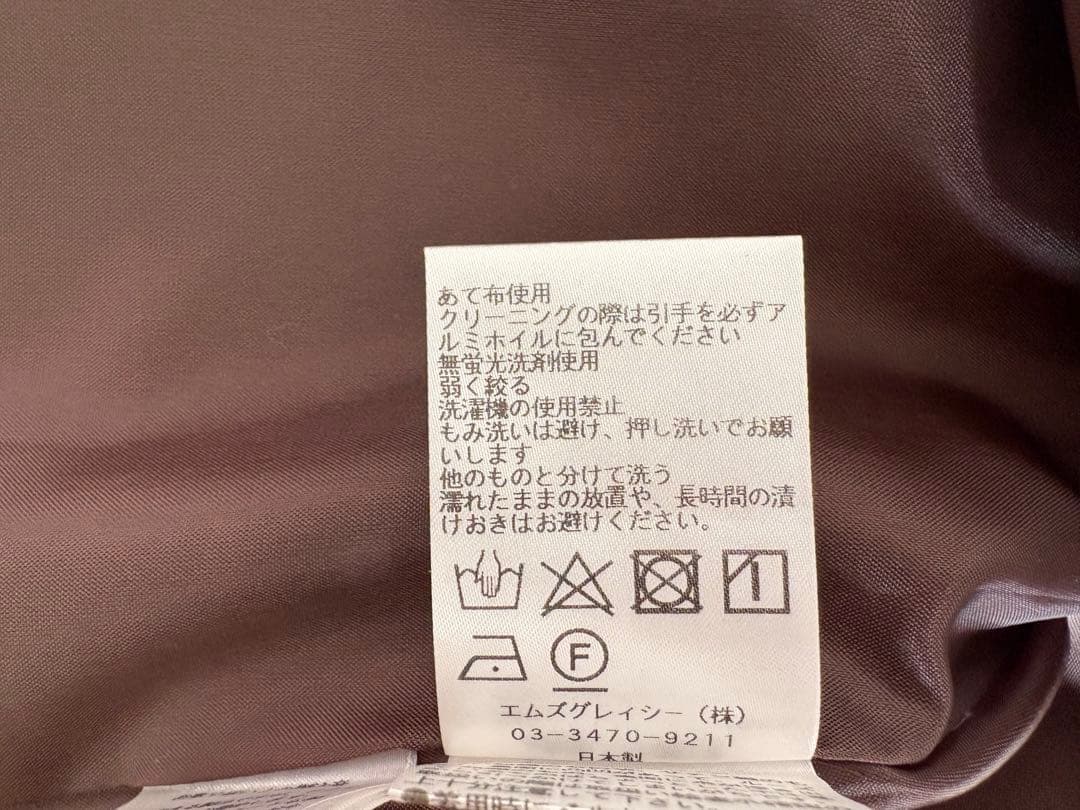 あて布使用
クリーニングの際は引手を必ずア
ルミホイルに包んでください
無蛍光洗剤使用
弱く絞る
洗濯機の使用禁止
もみ洗いは避け、押し洗いでお願
いします
他のものと分けて洗う
濡れたままの放置や、長時間の漬
けおきはお避けください。
F
エムズグレイシー(株)
03-3470-9211
日本製